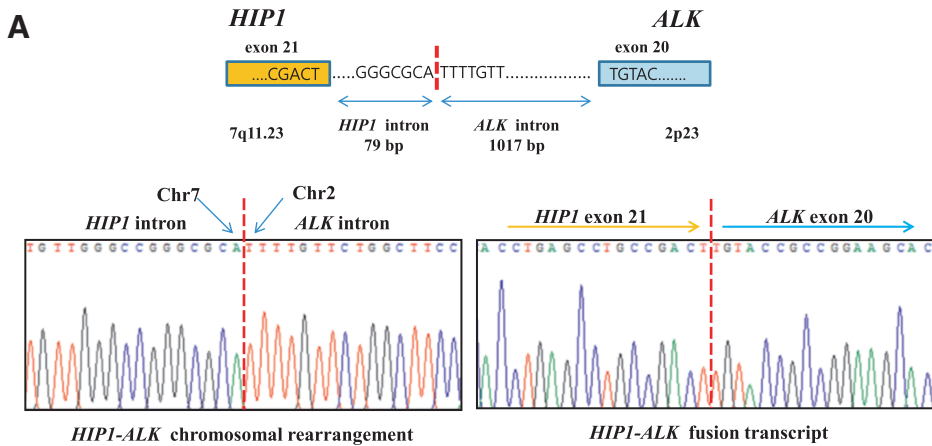 A
HIP1 ALK
exon 21 exon 20
....CGACT .....GGGCGCA TTTTGTT................. TGTAC.......
7q11.23 HIP1 intron ALK intron 2p23
79 bp 1017 bp
Chr7 Chr2
HIP1 intron ALK intron
TGTTGGGCCGGGCGCATTTTGTTCTGGCTTCC
HIP1 exon 21 ALK exon 20
ACCTGAGCCTGCCGACTTGTACCGCCGGAAGCAC
HIP1-ALK chromosomal rearrangement
HIP1-ALK fusion transcript